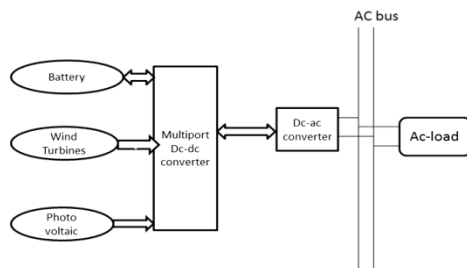 AC bus
Battery
Wind
Turbines
Photo
voltaic
Multiport
Dc-dc
converter
Dc-ac
converter
Ac-load